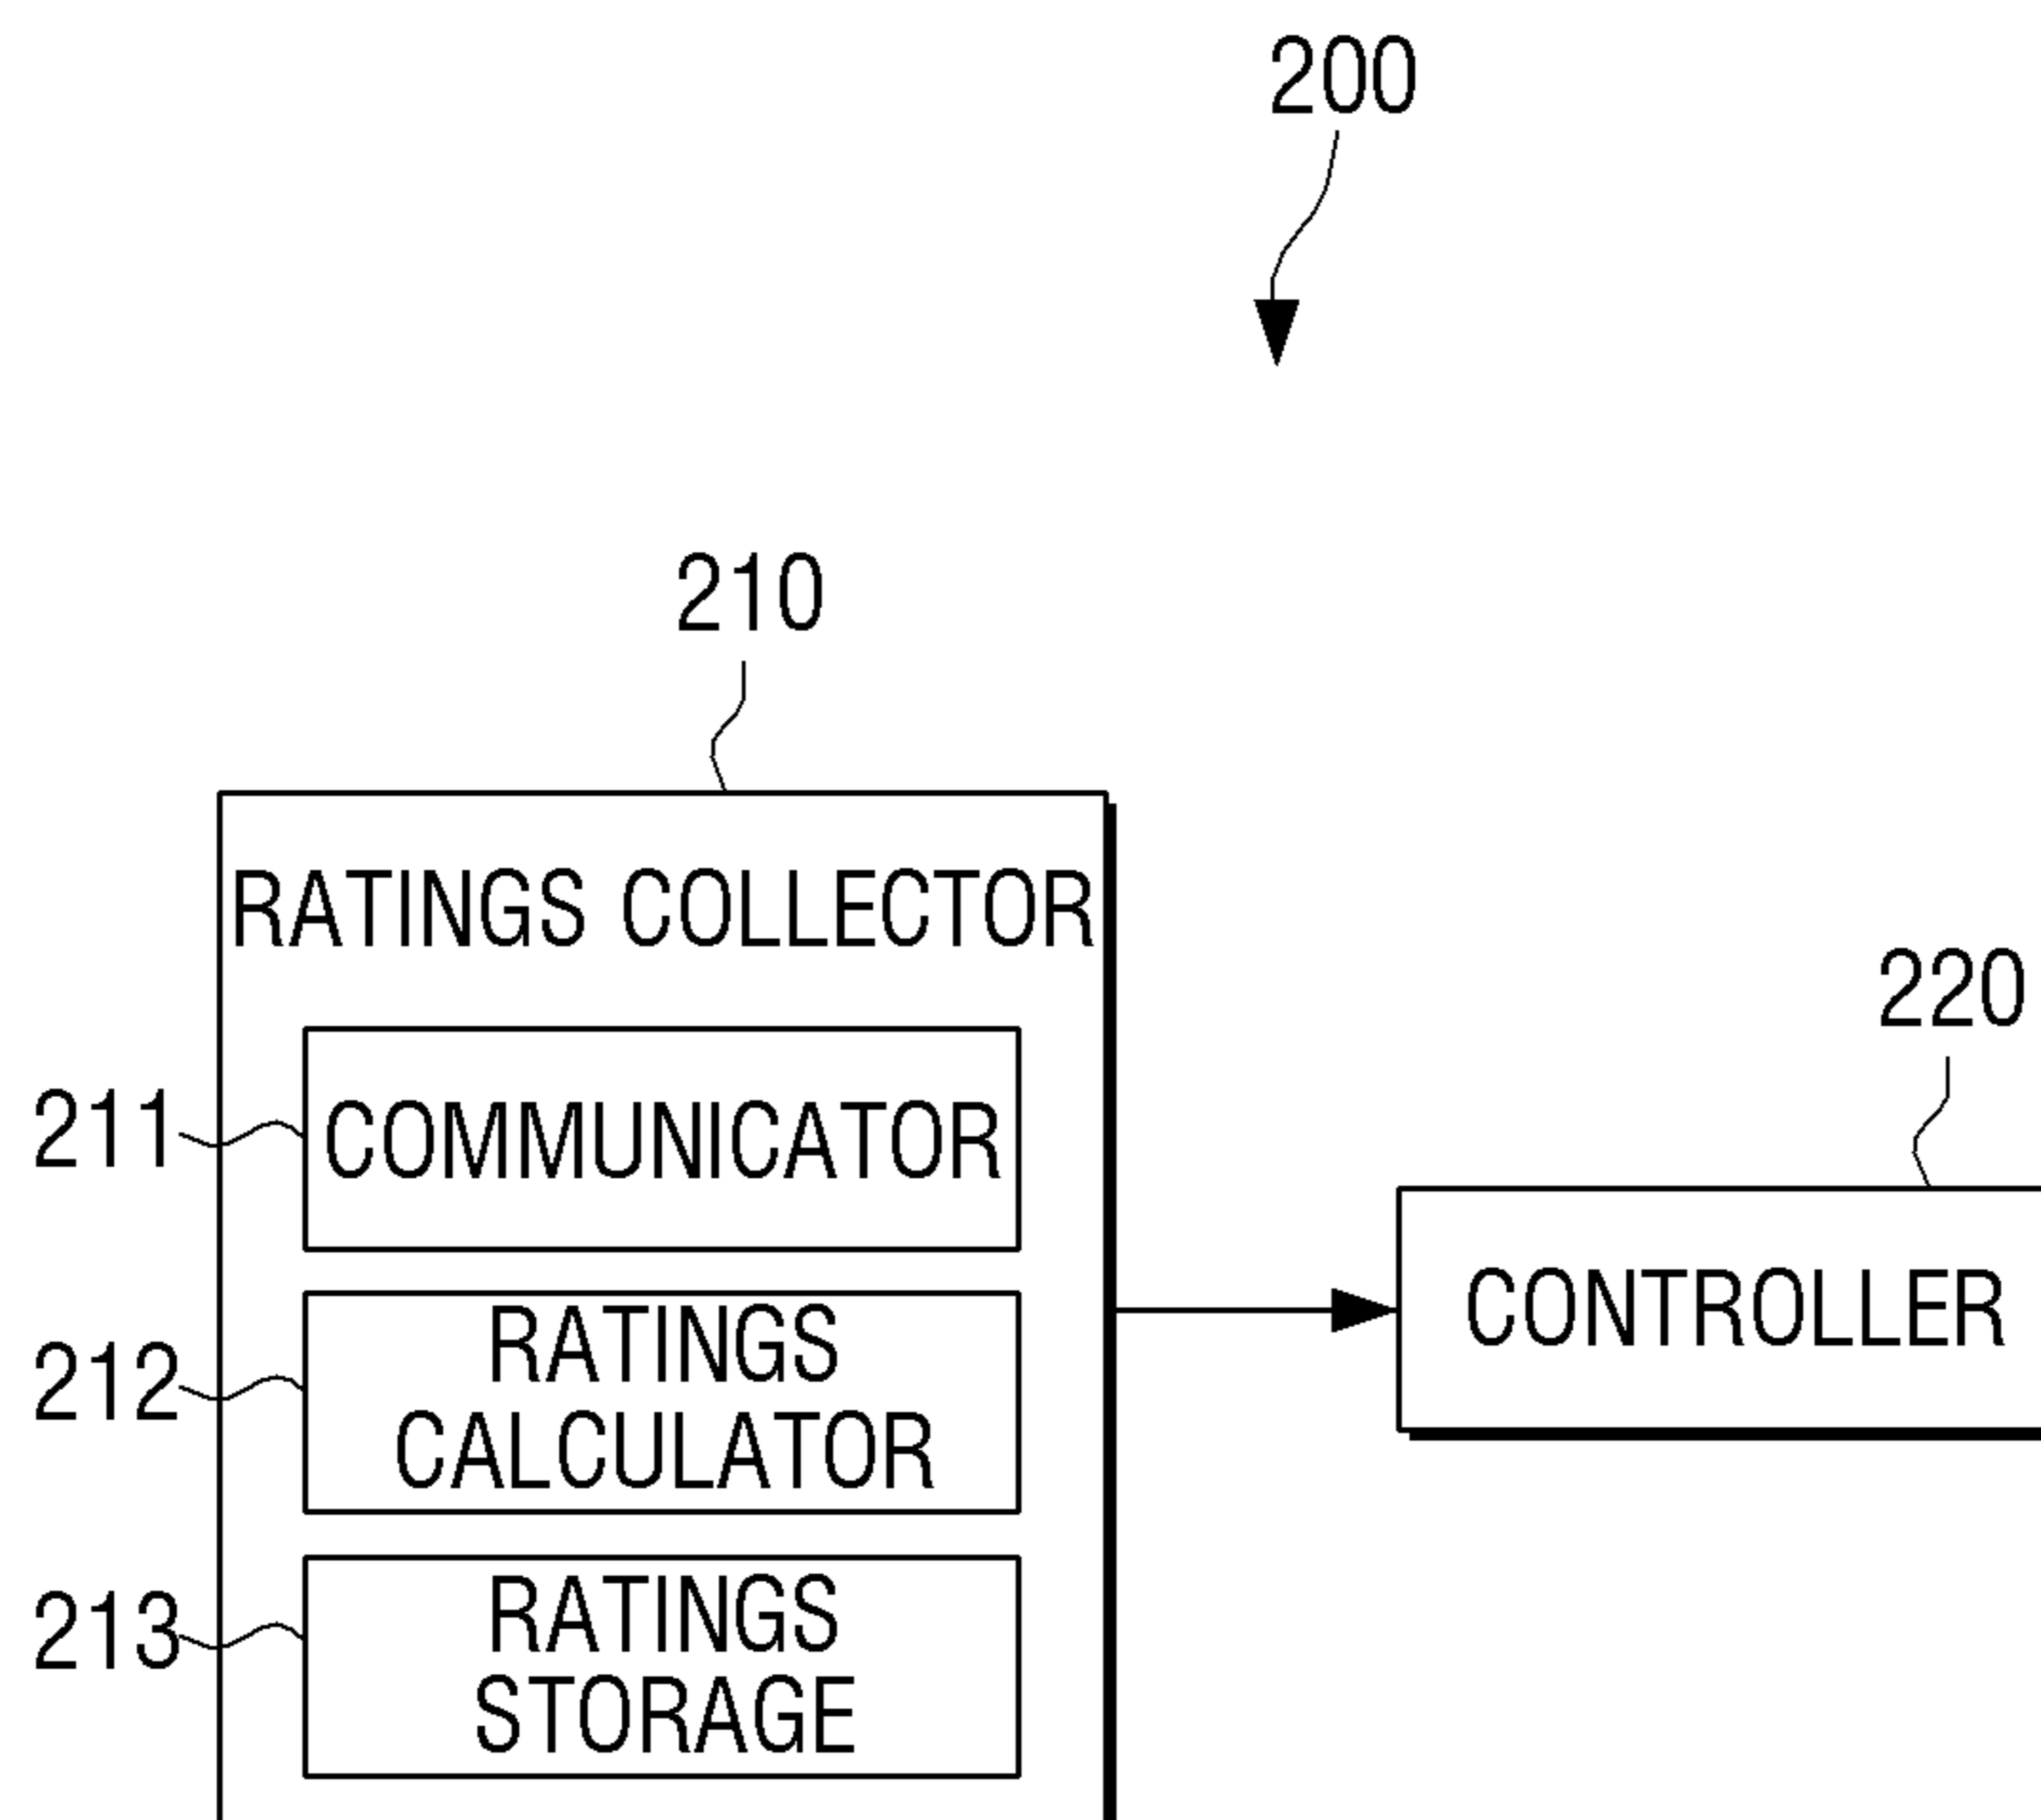 200
210
RATINGS COLLECTOR
220
211
COMMUNICATOR
CONTROLLER
212
RATINGS
CALCULATOR
213
RATINGS
STORAGE